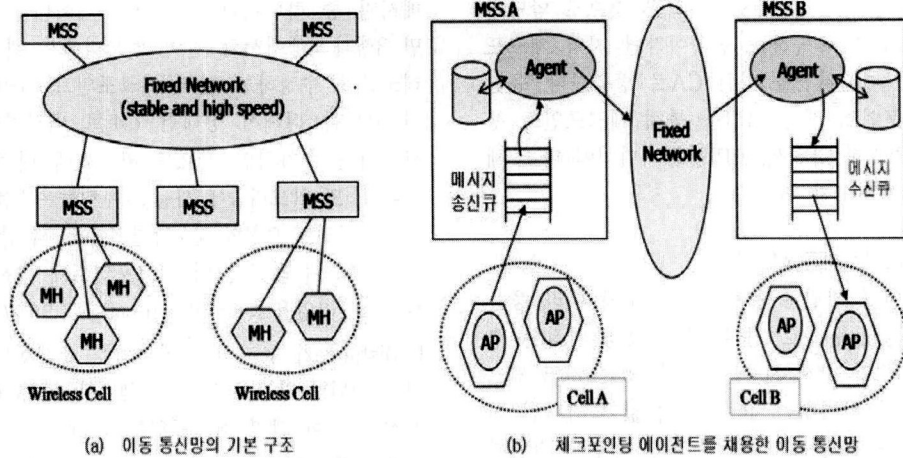 MSS
MSS
Fixed Network
(stable and high speed)
MSS
MSS
MSS
MH
MH
MH
MH
MH
Wireless Cell
Wireless Cell
(a) 이동 통신망의 기본 구조
MSS A
MSS B
Agent
Agent
Fixed
Network
메시지
송신큐
메시지
수신큐
AP
AP
AP
AP
Cell A
Cell B
(b) 체크포인팅 에이전트를 채용한 이동 통신망